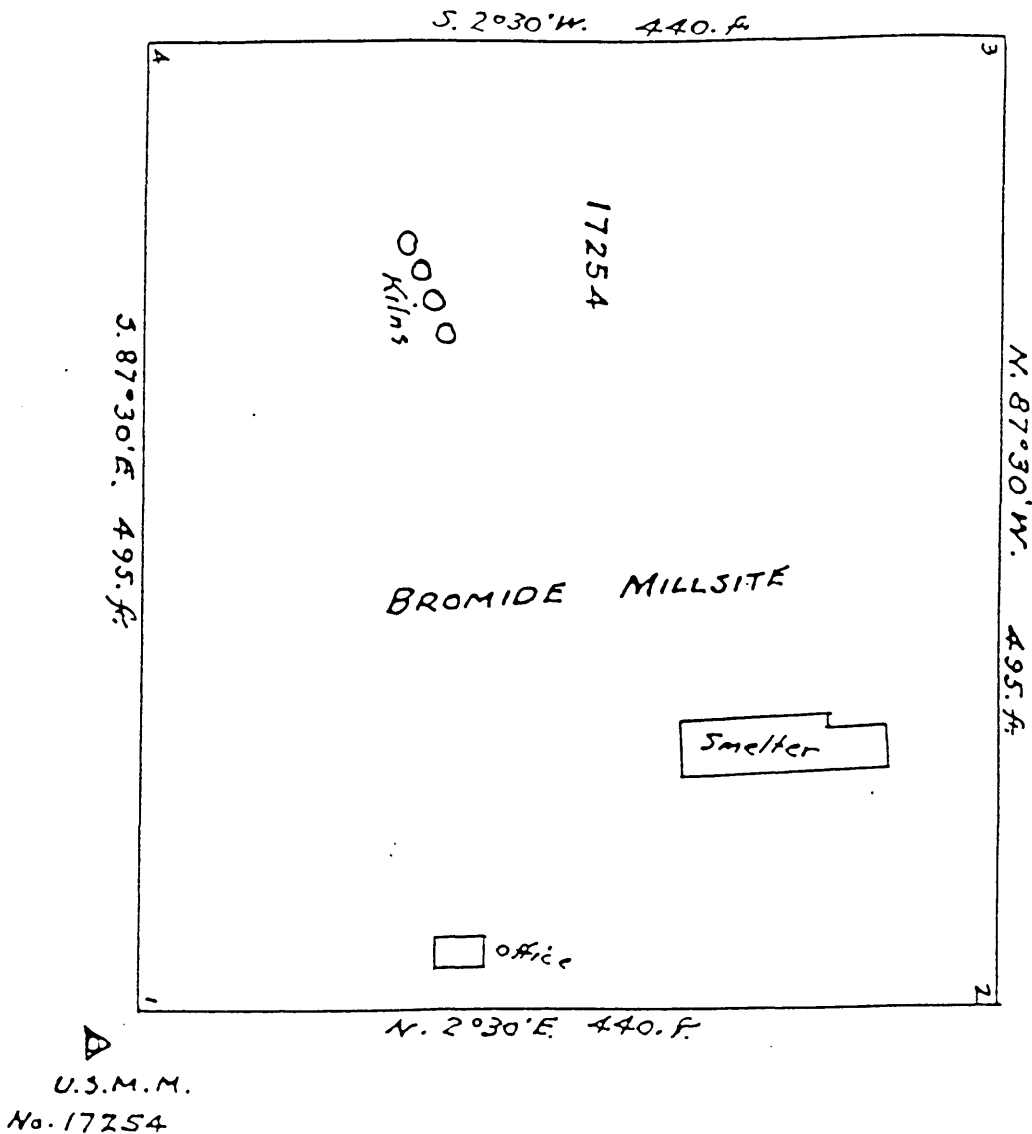 S. 2°30'W. 440. ft.
4
3
17254
Kilns
S. 87°30'E. 495. ft.
N. 87°30'W. 495. ft.
BROMIDE MILLSITE
Smelter
Office
1
2
N. 2°30'E. 440. ft.
U.S.M.M.
No. 17254